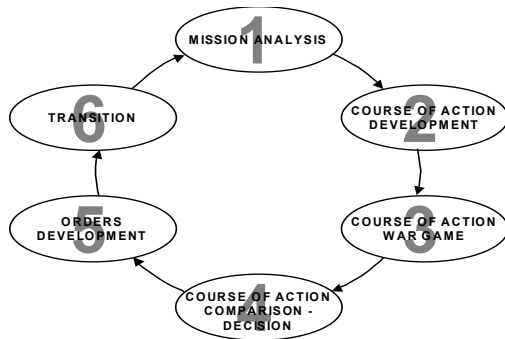 1
MISSION ANALYSIS
2
COURSE OF ACTION
DEVELOPMENT
3
COURSE OF ACTION
WAR GAME
4
COURSE OF ACTION
COMPARISON -
DECISION
5
ORDERS
DEVELOPMENT
6
TRANSITION